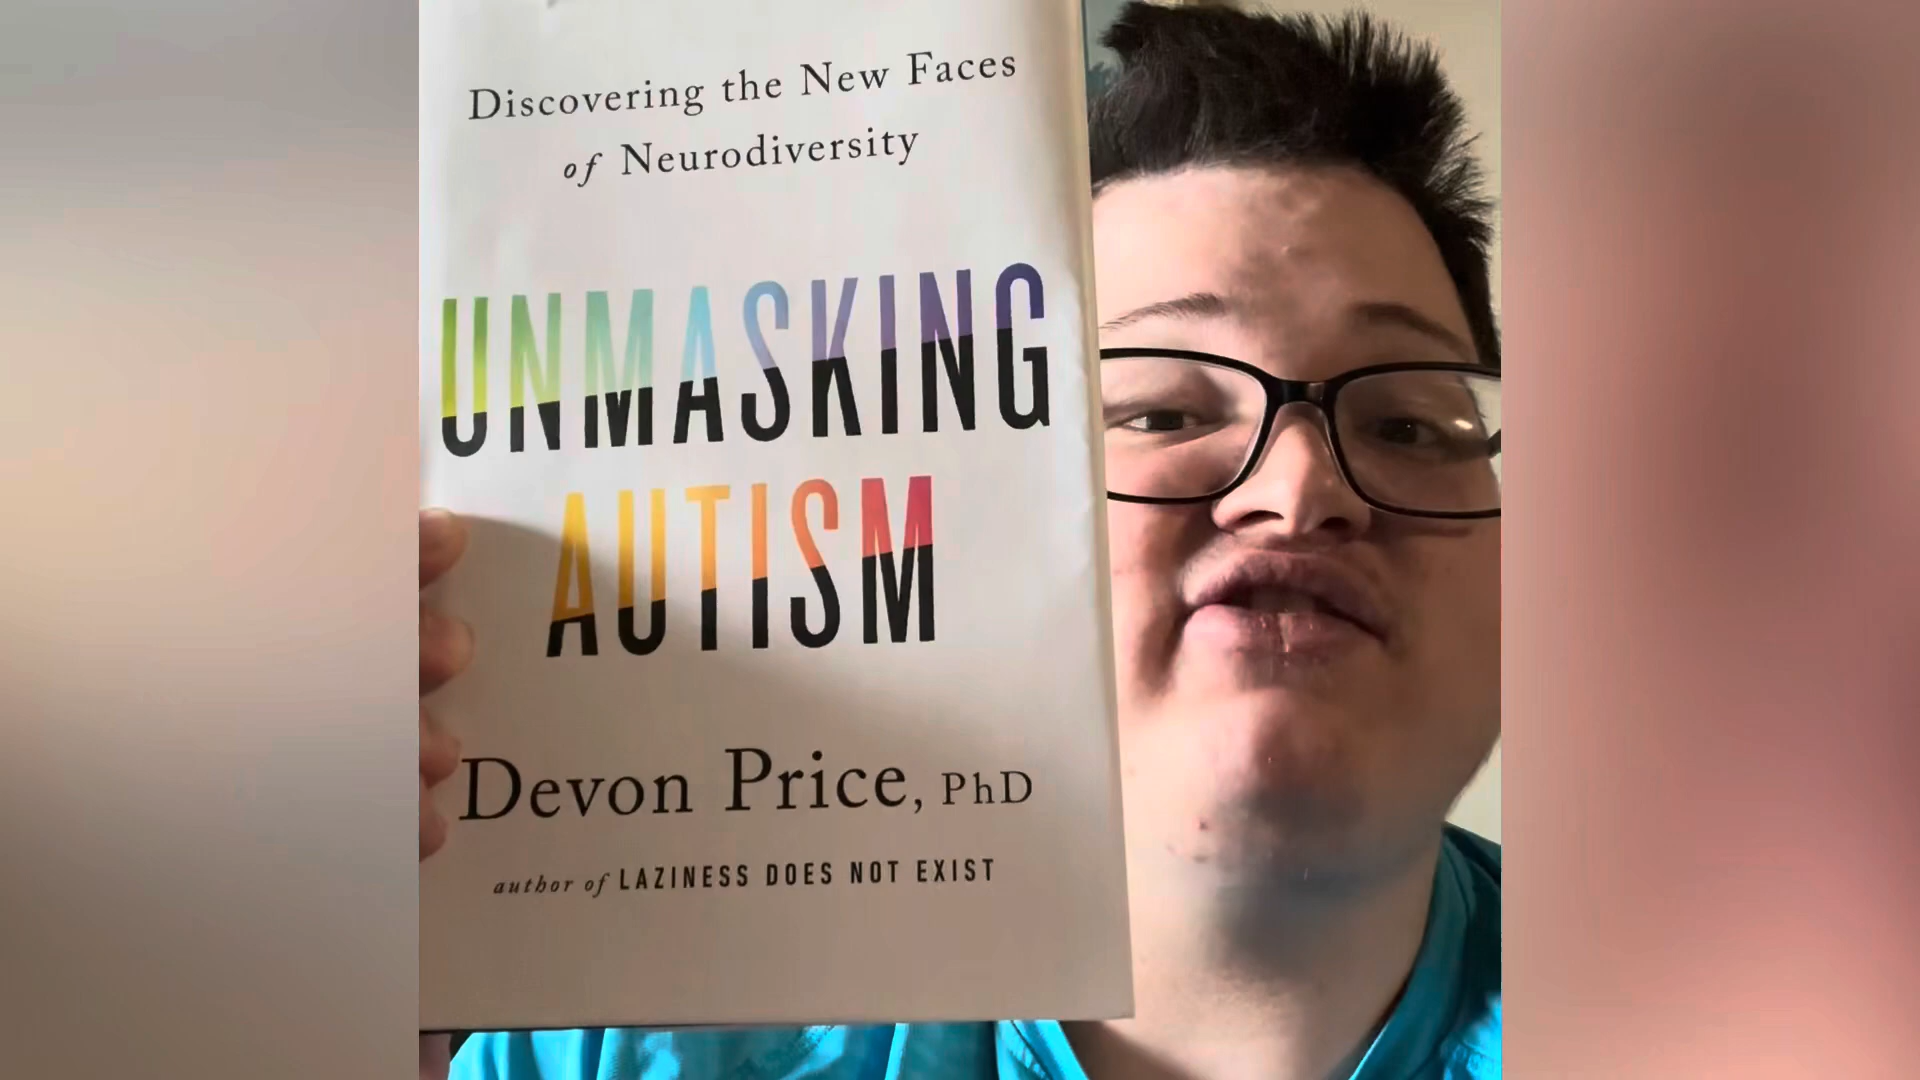 Discovering the New Faces
of Neurodiversity
UNMASKING
AUTISM
Devon Price, PhD
author of LAZINESS DOES NOT EXIST